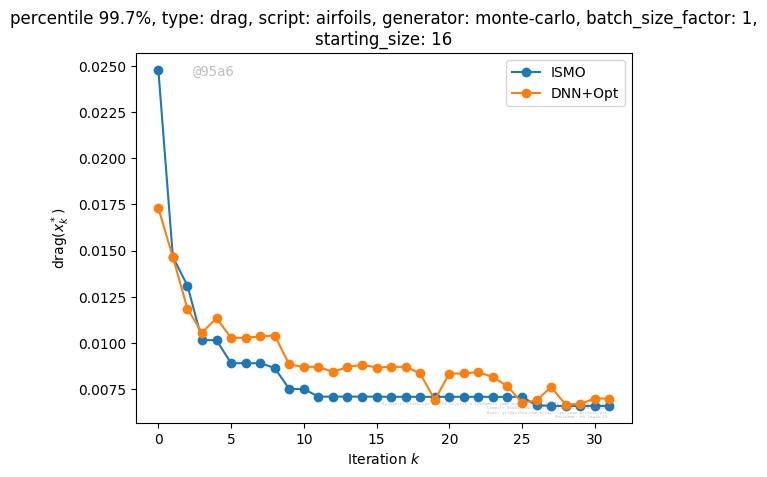 percentile 99.7%, type: drag, script: airfoils, generator: monte-carlo, batch_size_factor: 1,
starting_size: 16
@95a6
ISMO
DNN+Opt
0.0250
0.0225
0.0200
0.0175
0.0150
0.0125
0.0100
0.0075
drag(x*k)
0
5
10
15
20
25
30
Iteration k